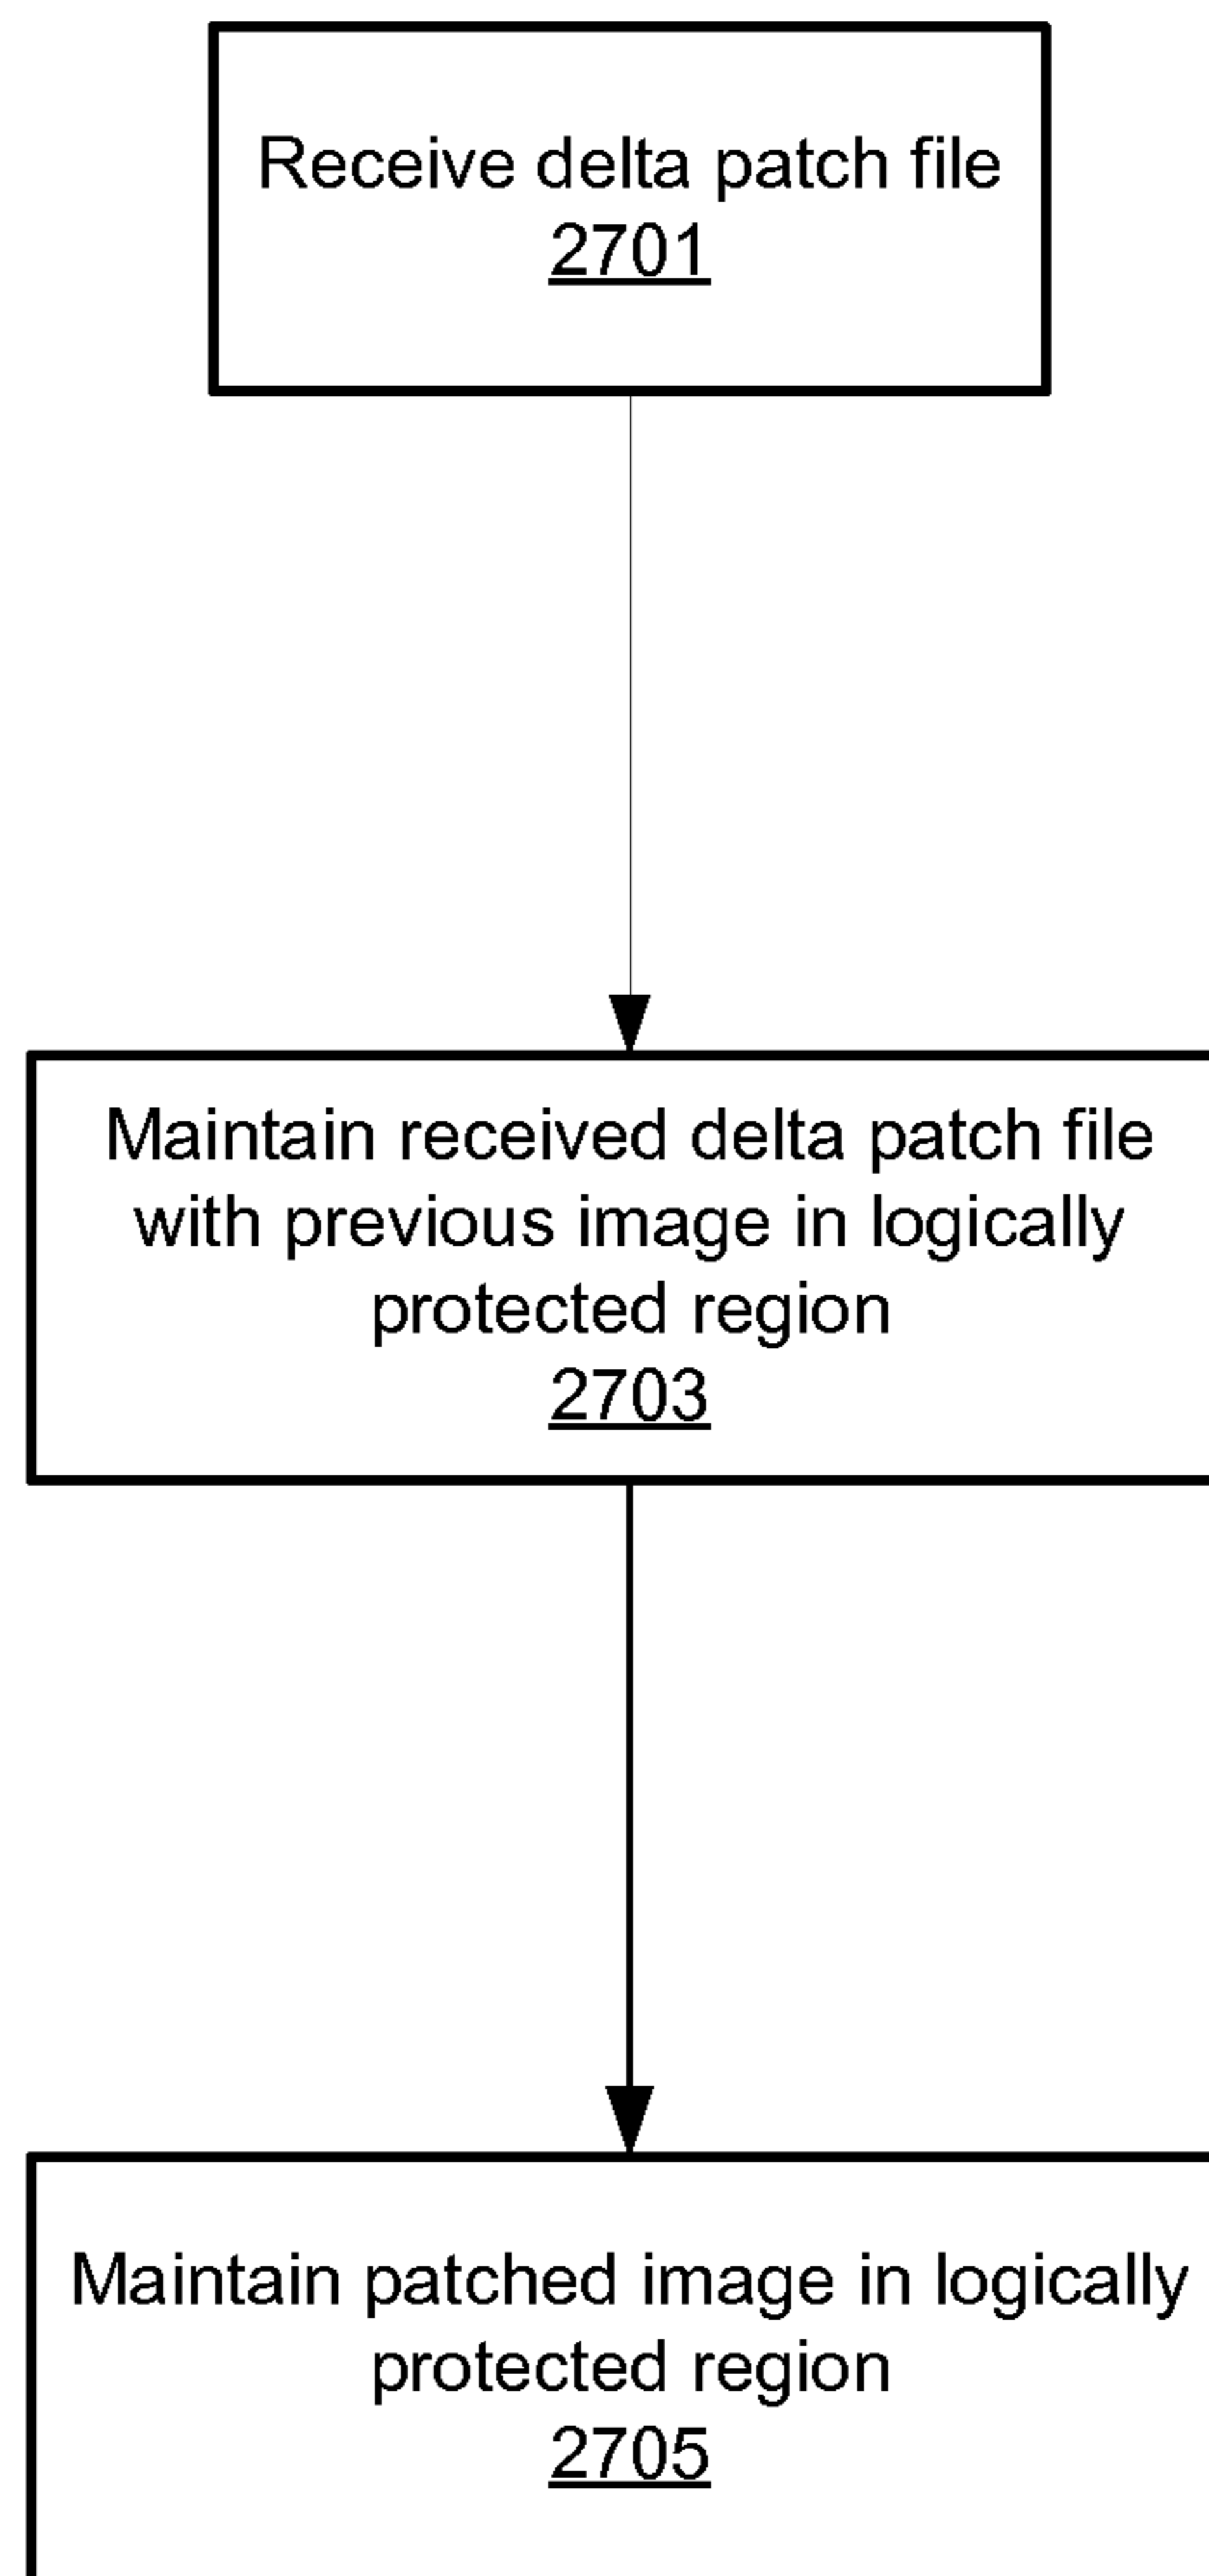 Receive delta patch file
2701
Maintain received delta patch file
with previous image in logically
protected region
2703
Maintain patched image in logically
protected region
2705